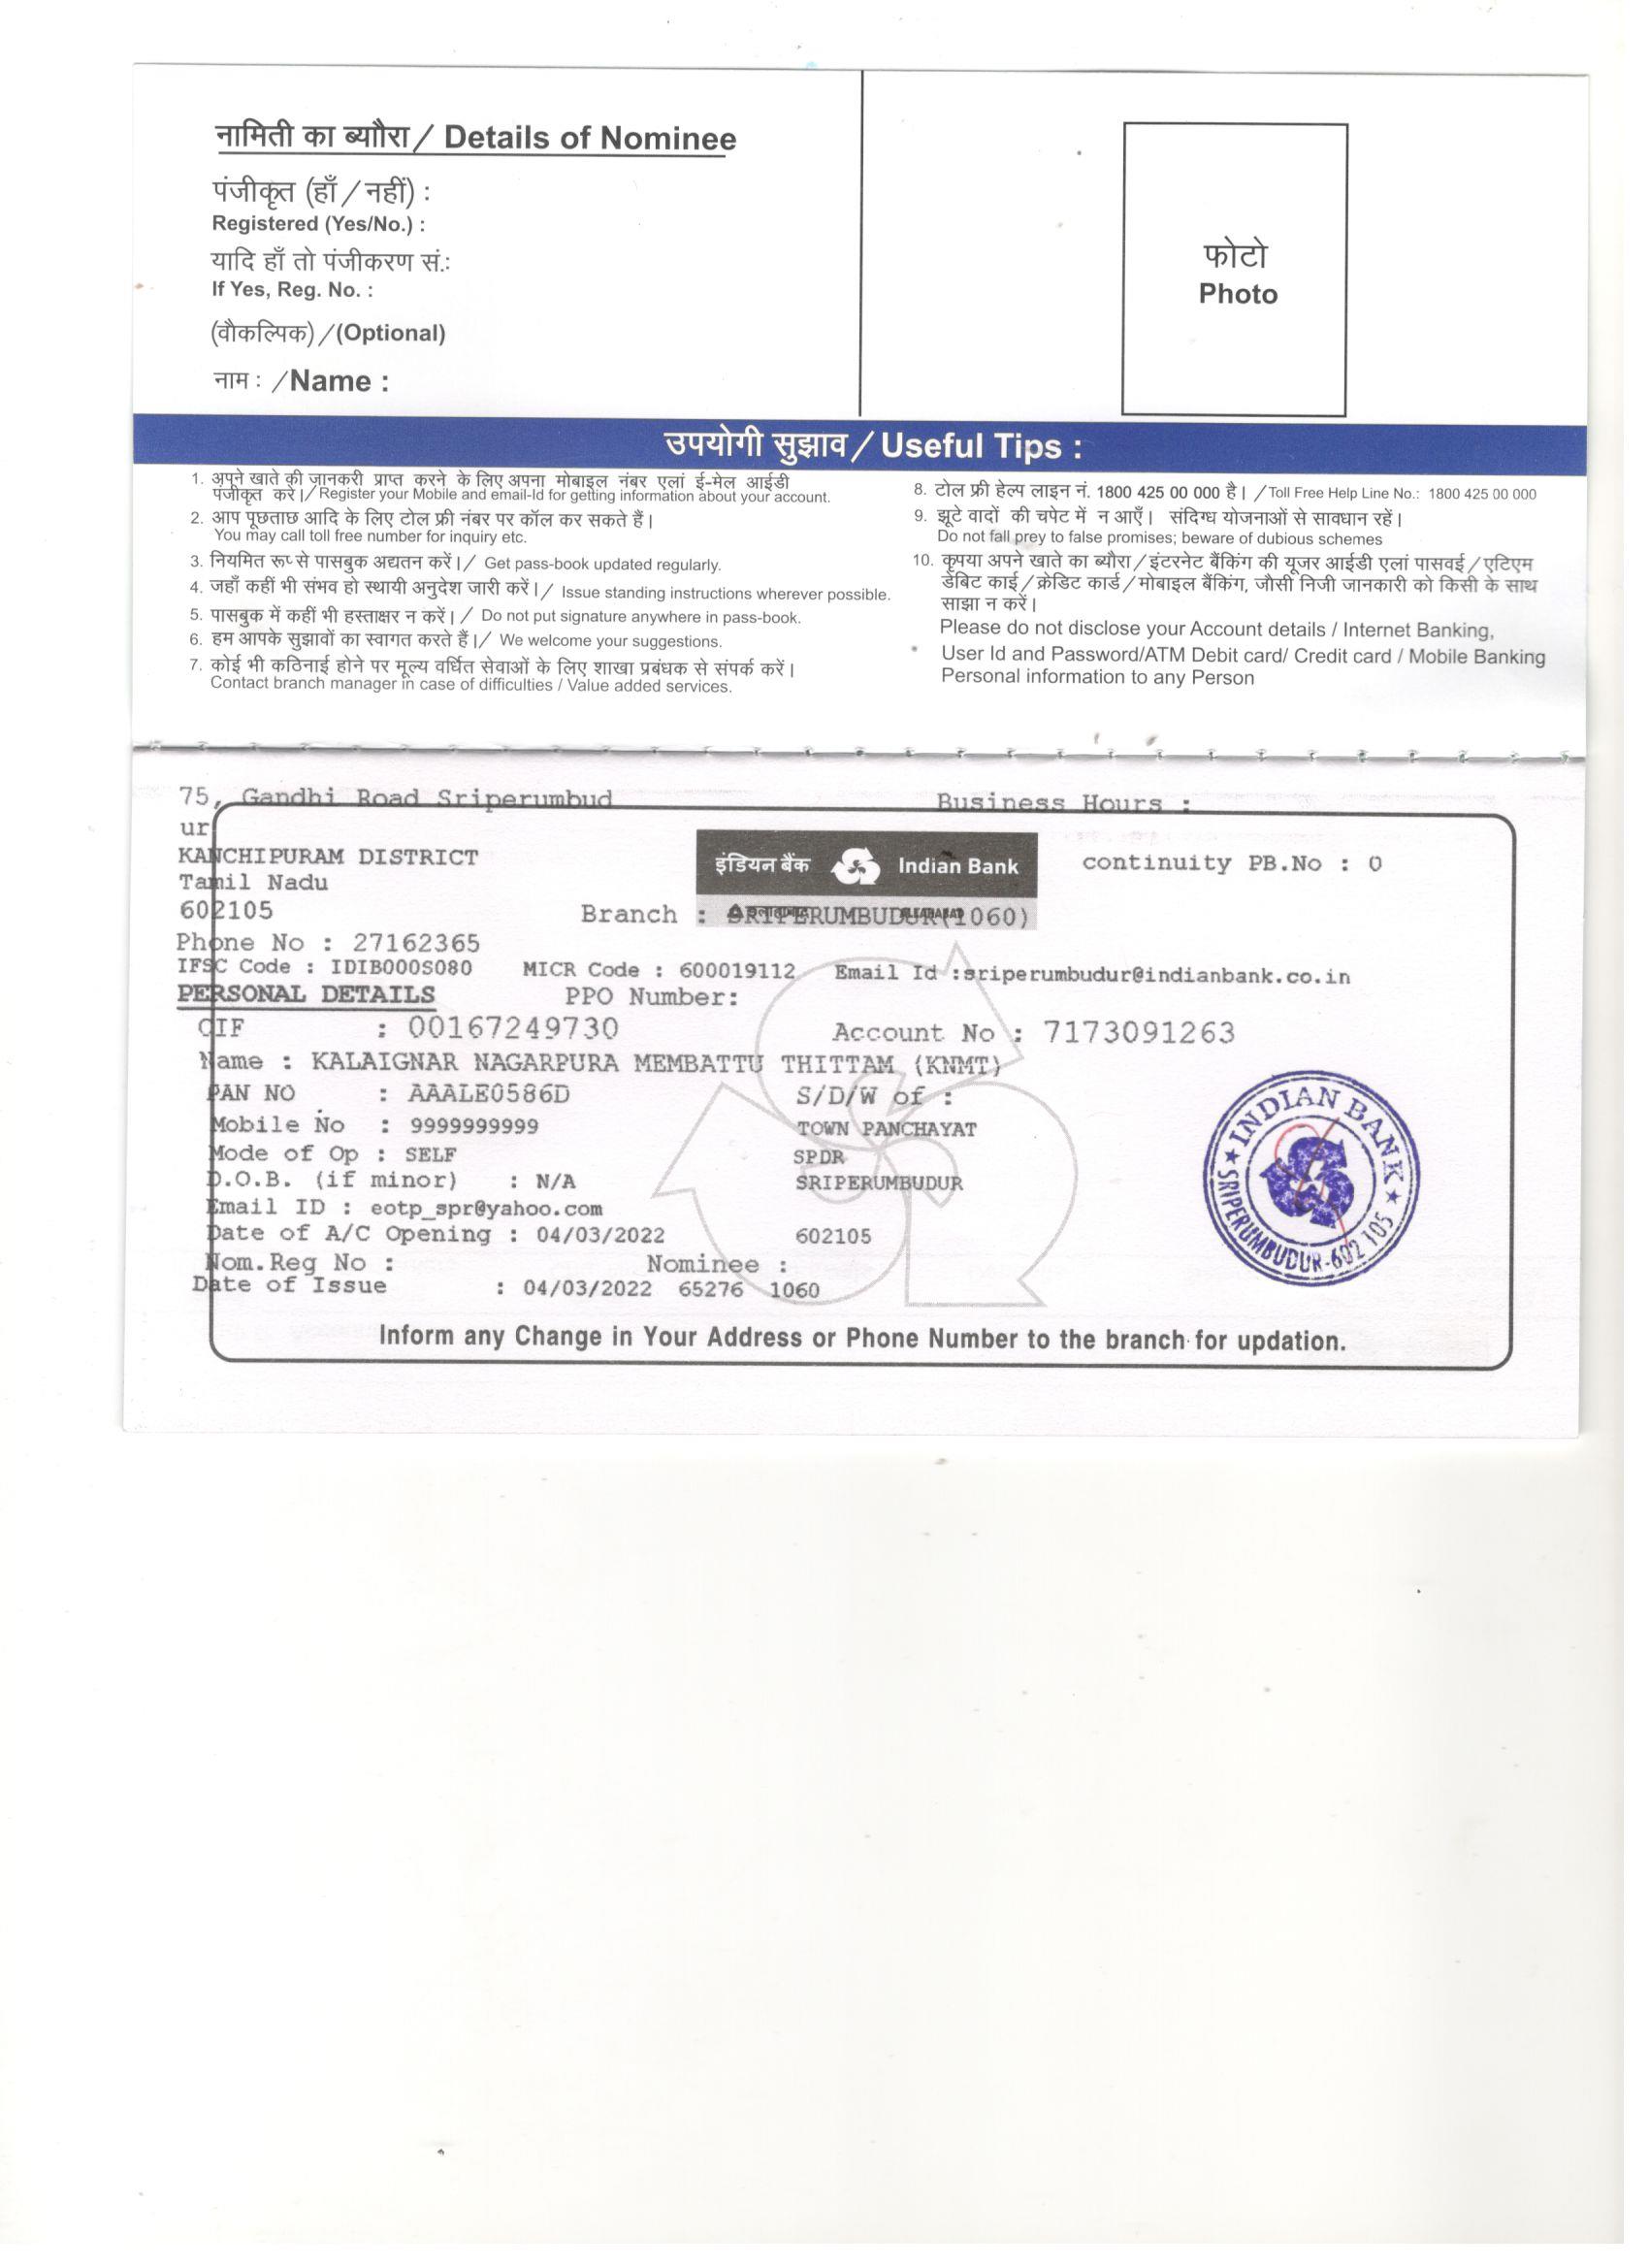 नामिती का ब्यौरा / Details of Nominee
पंजीकृत (हाँ / नहीं) :
Registered (Yes/No.) :
यादि हाँ तो पंजीकरण सं.:
If Yes, Reg. No. :
(वौकल्पिक) / (Optional)
नाम : / Name :
फोटो
Photo
उपयोगी सुझाव / Useful Tips :
1. अपने खाते की जानकरी प्राप्त करने के लिए अपना मोबाइल नंबर एलां ई-मेल आईडी
पंजीकृत करें। / Register your Mobile and email-Id for getting information about your account.
2. आप पूछताछ आदि के लिए टोल फ्री नंबर पर कॉल कर सकते हैं।
You may call toll free number for inquiry etc.
3. नियमित रूप से पासबुक अद्यतन करें। / Get pass-book updated regularly.
4. जहाँ कहीं भी संभव हो स्थायी अनुदेश जारी करें। / Issue standing instructions wherever possible.
5. पासबुक में कहीं भी हस्ताक्षर न करें। / Do not put signature anywhere in pass-book.
6. हम आपके सुझावों का स्वागत करते हैं। / We welcome your suggestions.
7. कोई भी कठिनाई होने पर मूल्य वर्धित सेवाओं के लिए शाखा प्रबंधक से संपर्क करें।
Contact branch manager in case of difficulties / Value added services.
8. टोल फ्री हेल्प लाइन नं. 1800 425 00 000 है। / Toll Free Help Line No.: 1800 425 00 000
9. झूटे वादों की चपेट में न आएँ। संदिग्ध योजनाओं से सावधान रहें।
Do not fall prey to false promises; beware of dubious schemes
10. कृपया अपने खाते का ब्यौरा / इंटरनेट बैंकिंग की यूजर आईडी एलां पासवई / एटिएम
डेबिट काई / क्रेडिट कार्ड / मोबाइल बैंकिंग, जौसी निजी जानकारी को किसी के साथ
साझा न करें।
Please do not disclose your Account details / Internet Banking,
User Id and Password/ATM Debit card/ Credit card / Mobile Banking
Personal information to any Person
75, Gandhi Road Sriperumbud Business Hours :
ur
KANCHIPURAM DISTRICT
इंडियन बैंक Indian Bank
continuity PB.No : 0
Tamil Nadu
602105
इलाहाबाद ALLAHABAD
Branch : SRIPERUMBUDUR(1060)
Phone No : 27162365
IFSC Code : IDIB000S080 MICR Code : 600019112 Email Id :sriperumbudur@indianbank.co.in
PERSONAL DETAILS PPO Number:
CIF : 00167249730 Account No : 7173091263
Name : KALAIGNAR NAGARPURA MEMBATTU THITTAM (KNMT)
PAN NO : AAALE0586D S/D/W of :
Mobile No : 9999999999 TOWN PANCHAYAT
Mode of Op : SELF SPDR
D.O.B. (if minor) : N/A SRIPERUMBUDUR
Email ID : eotp_spr@yahoo.com
Date of A/C Opening : 04/03/2022 602105
Nom.Reg No : Nominee :
Date of Issue : 04/03/2022 65276 1060
INDIAN BANK
SRIPERUMBUDUR-602 105
Inform any Change in Your Address or Phone Number to the branch for updation.